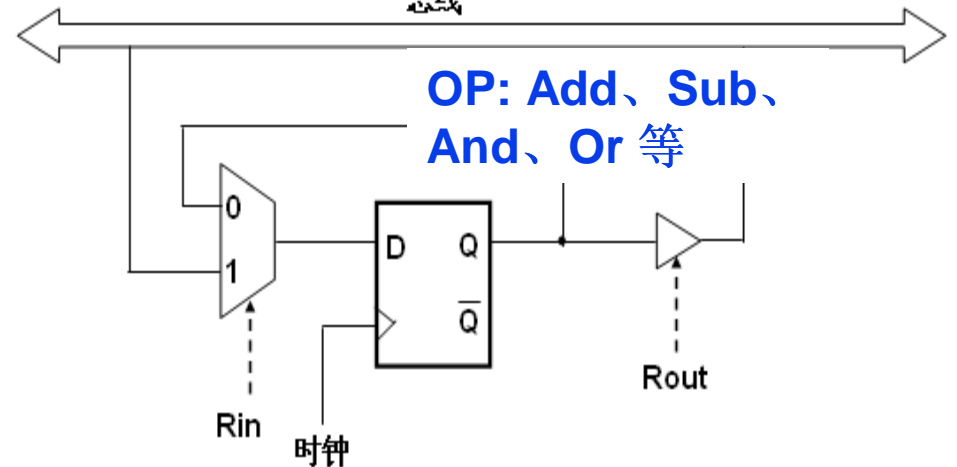 OP: Add、Sub、
And、Or 等
0
1
D Q
Q̅
Rin
时钟
Rout